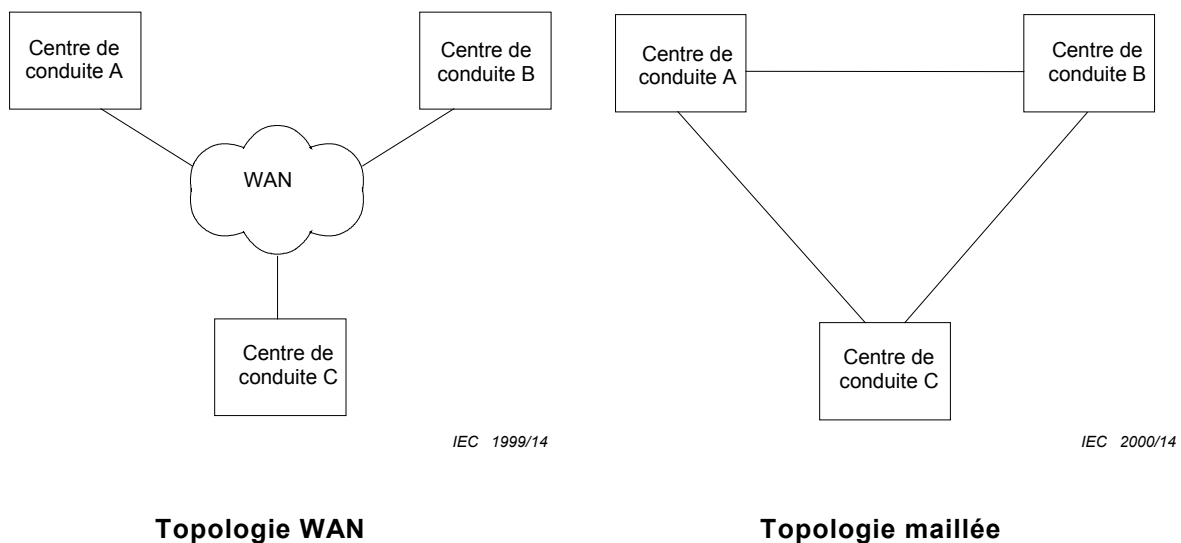 Centre de
conduite A
Centre de
conduite B
WAN
Centre de
conduite C
IEC 1999/14
Topologie WAN
Centre de
conduite A
Centre de
conduite B
Centre de
conduite C
IEC 2000/14
Topologie maillée